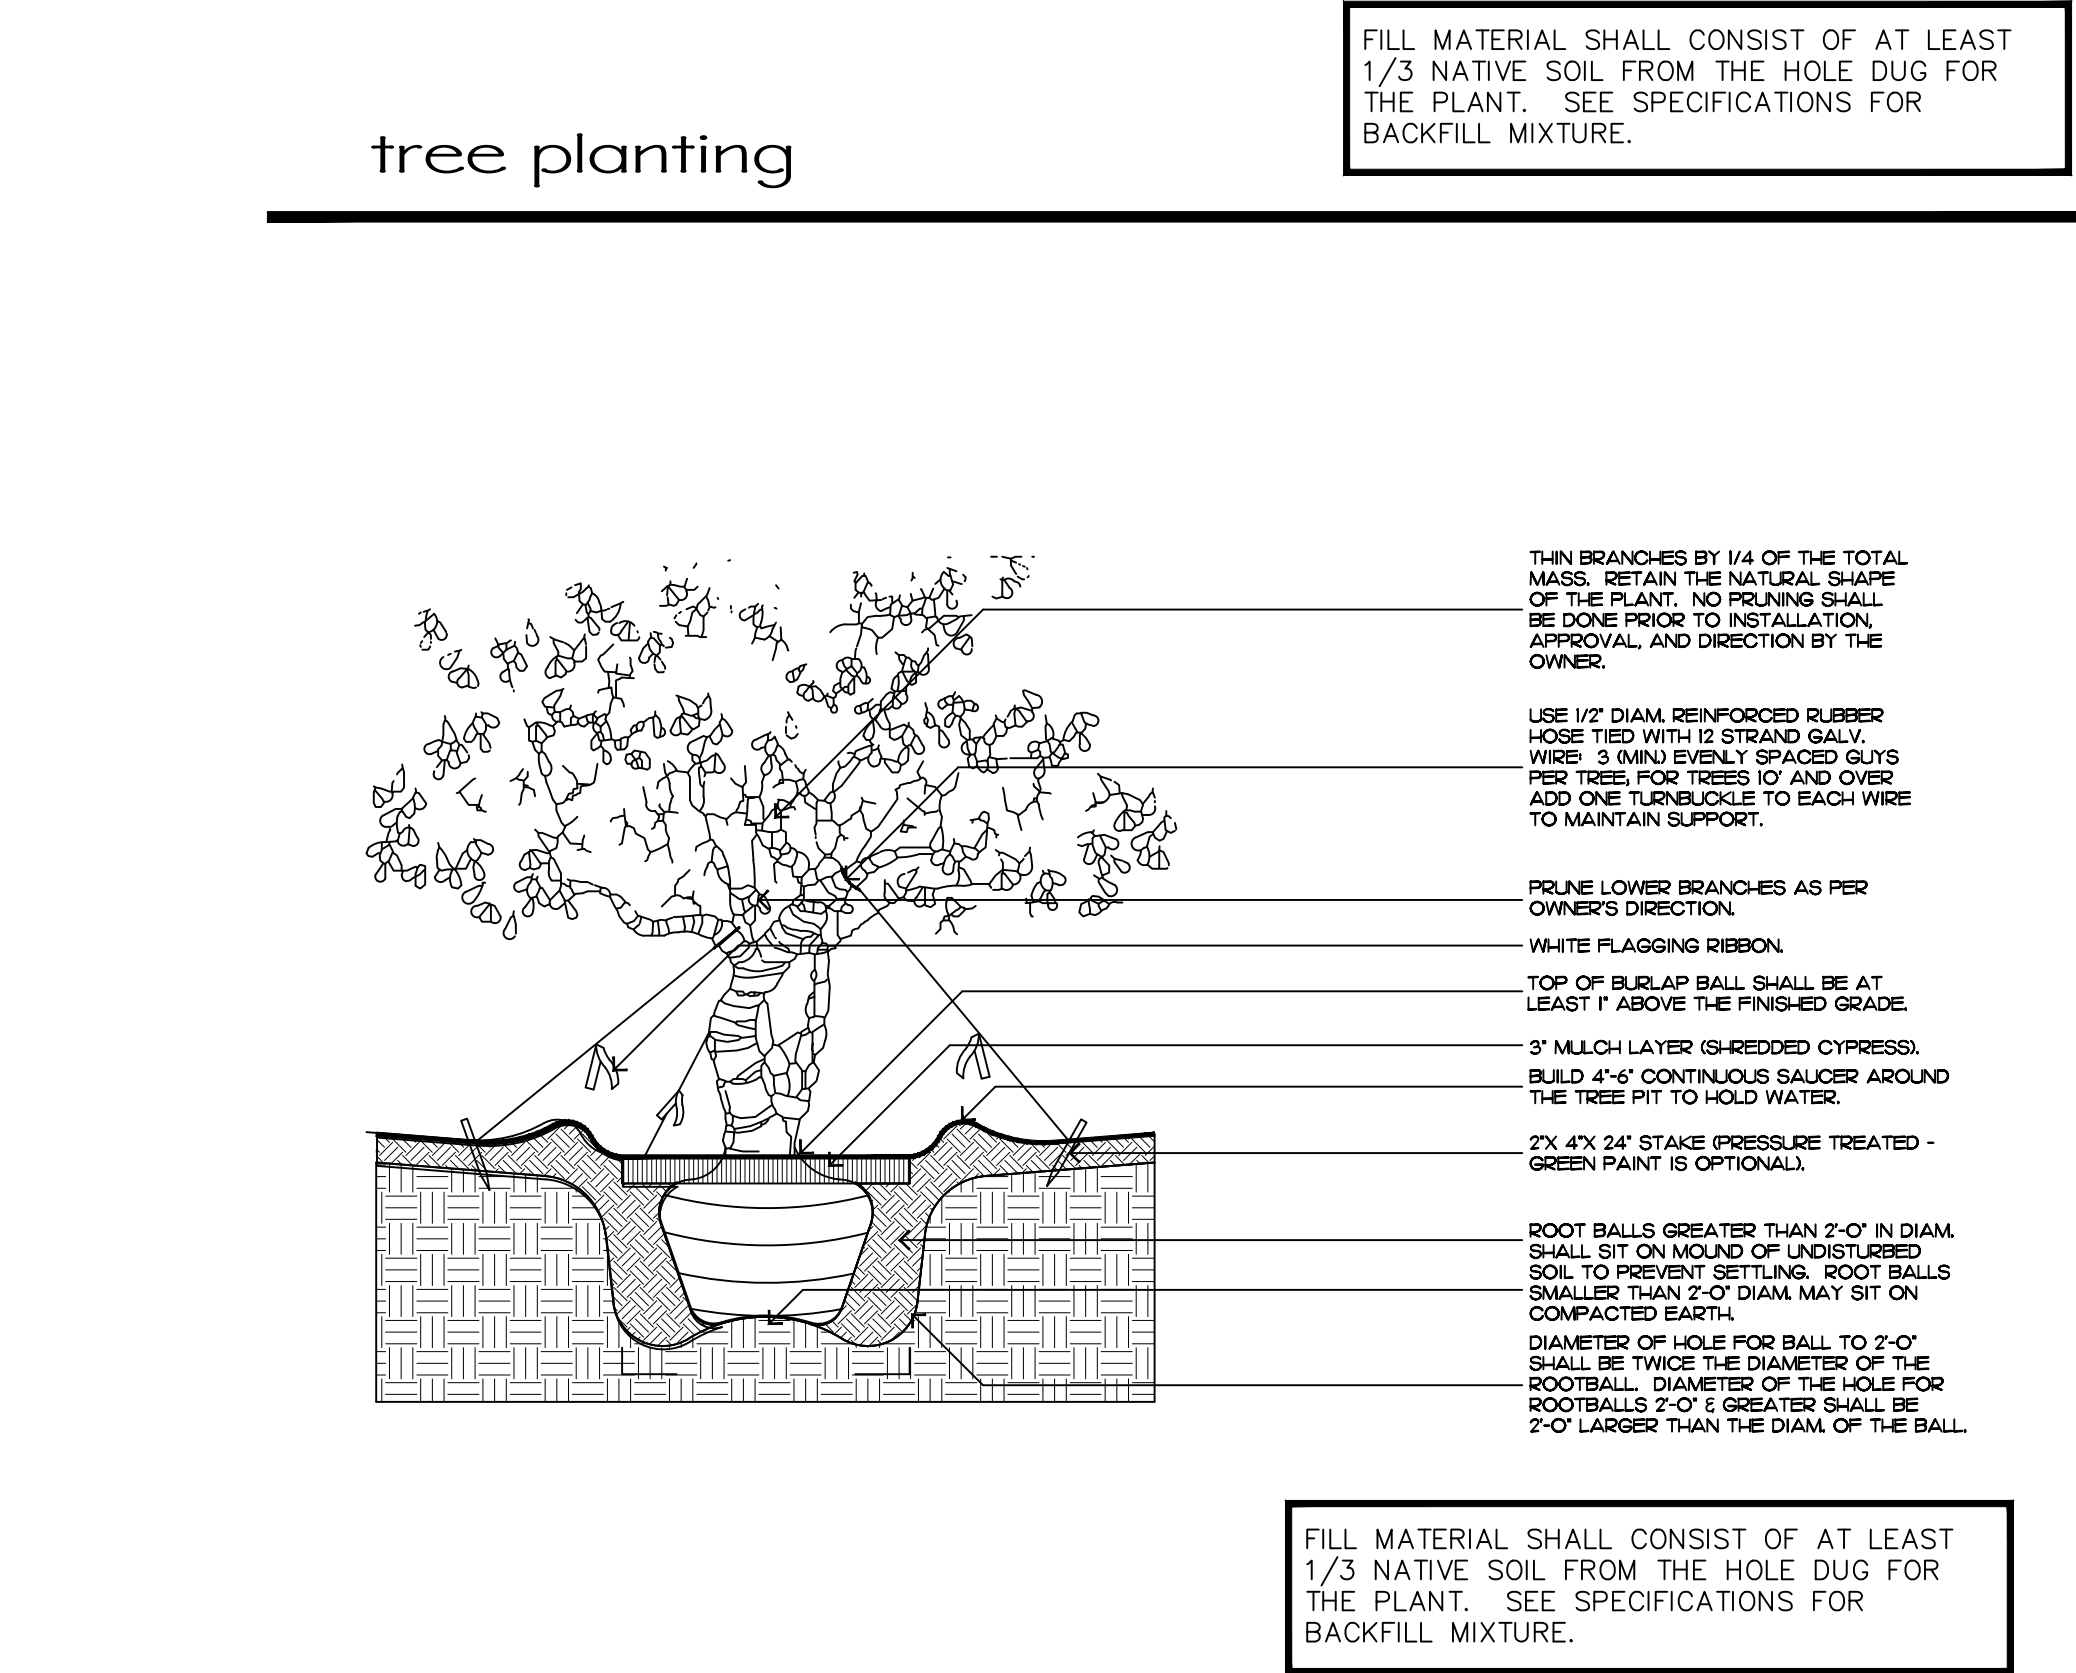 FILL MATERIAL SHALL CONSIST OF AT LEAST
1/3 NATIVE SOIL FROM THE HOLE DUG FOR
THE PLANT. SEE SPECIFICATIONS FOR
BACKFILL MIXTURE.
tree planting
THIN BRANCHES BY 1/4 OF THE TOTAL
MASS. RETAIN THE NATURAL SHAPE
OF THE PLANT. NO PRUNING SHALL
BE DONE PRIOR TO INSTALLATION,
APPROVAL, AND DIRECTION BY THE
OWNER.
USE 1/2" DIAM. REINFORCED RUBBER
HOSE TIED WITH 12 STRAND GALV.
WIRE: 3 (MIN.) EVENLY SPACED GUYS
PER TREE; FOR TREES 10' AND OVER
ADD ONE TURNBUCKLE TO EACH WIRE
TO MAINTAIN SUPPORT.
PRUNE LOWER BRANCHES AS PER
OWNER'S DIRECTION.
WHITE FLAGGING RIBBON.
TOP OF BURLAP BALL SHALL BE AT
LEAST 1" ABOVE THE FINISHED GRADE.
3" MULCH LAYER (SHREDDED CYPRESS).
BUILD 4"-6" CONTINUOUS SAUCER AROUND
THE TREE PIT TO HOLD WATER.
2"X 4"X 24" STAKE (PRESSURE TREATED -
GREEN PAINT IS OPTIONAL).
ROOT BALLS GREATER THAN 2'-0" IN DIAM.
SHALL SIT ON MOUND OF UNDISTURBED
SOIL TO PREVENT SETTLING. ROOT BALLS
SMALLER THAN 2'-0" DIAM. MAY SIT ON
COMPACTED EARTH.
DIAMETER OF HOLE FOR BALL TO 2'-0"
SHALL BE TWICE THE DIAMETER OF THE
ROOTBALL. DIAMETER OF THE HOLE FOR
ROOTBALLS 2'-0" & GREATER SHALL BE
2'-0" LARGER THAN THE DIAM. OF THE BALL.
FILL MATERIAL SHALL CONSIST OF AT LEAST
1/3 NATIVE SOIL FROM THE HOLE DUG FOR
THE PLANT. SEE SPECIFICATIONS FOR
BACKFILL MIXTURE.